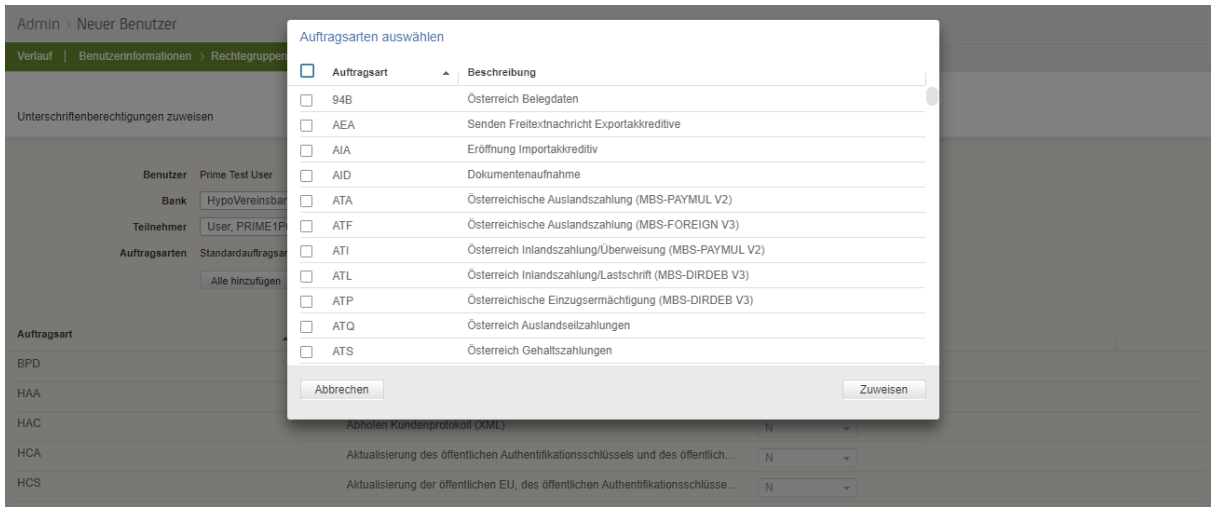 Admin > Neuer Benutzer
Verlauf | Benutzerinformationen > Rechtegruppen
Unterschriftenberechtigungen zuweisen
Benutzer Prime Test User
Bank HypoVereinsban
Teilnehmer User, PRIME1P
Auftragsarten Standardauftragsar
Alle hinzufügen
Auftragsarten auswählen
Auftragsart Beschreibung
94B Österreich Belegdaten
AEA Senden Freitextnachricht Exportakkreditive
AIA Eröffnung Importakkreditiv
AID Dokumentenaufnahme
ATA Österreichische Auslandszahlung (MBS-PAYMUL V2)
ATF Österreichische Auslandszahlung (MBS-FOREIGN V3)
ATI Österreich Inlandszahlung/Überweisung (MBS-PAYMUL V2)
ATL Österreich Inlandszahlung/Lastschrift (MBS-DIRDEB V3)
ATP Österreichische Einzugsermächtigung (MBS-DIRDEB V3)
ATQ Österreich Auslandseilzahlungen
ATS Österreich Gehaltszahlungen
Abbrechen Zuweisen
Auftragsart
BPD
HAA
HAC Abholen Kundenprotokoll (XML) N
HCA Aktualisierung des öffentlichen Authentifikationsschlüssels und des öffentlich... N
HCS Aktualisierung der öffentlichen EU, des öffentlichen Authentifikationsschlüsse... N